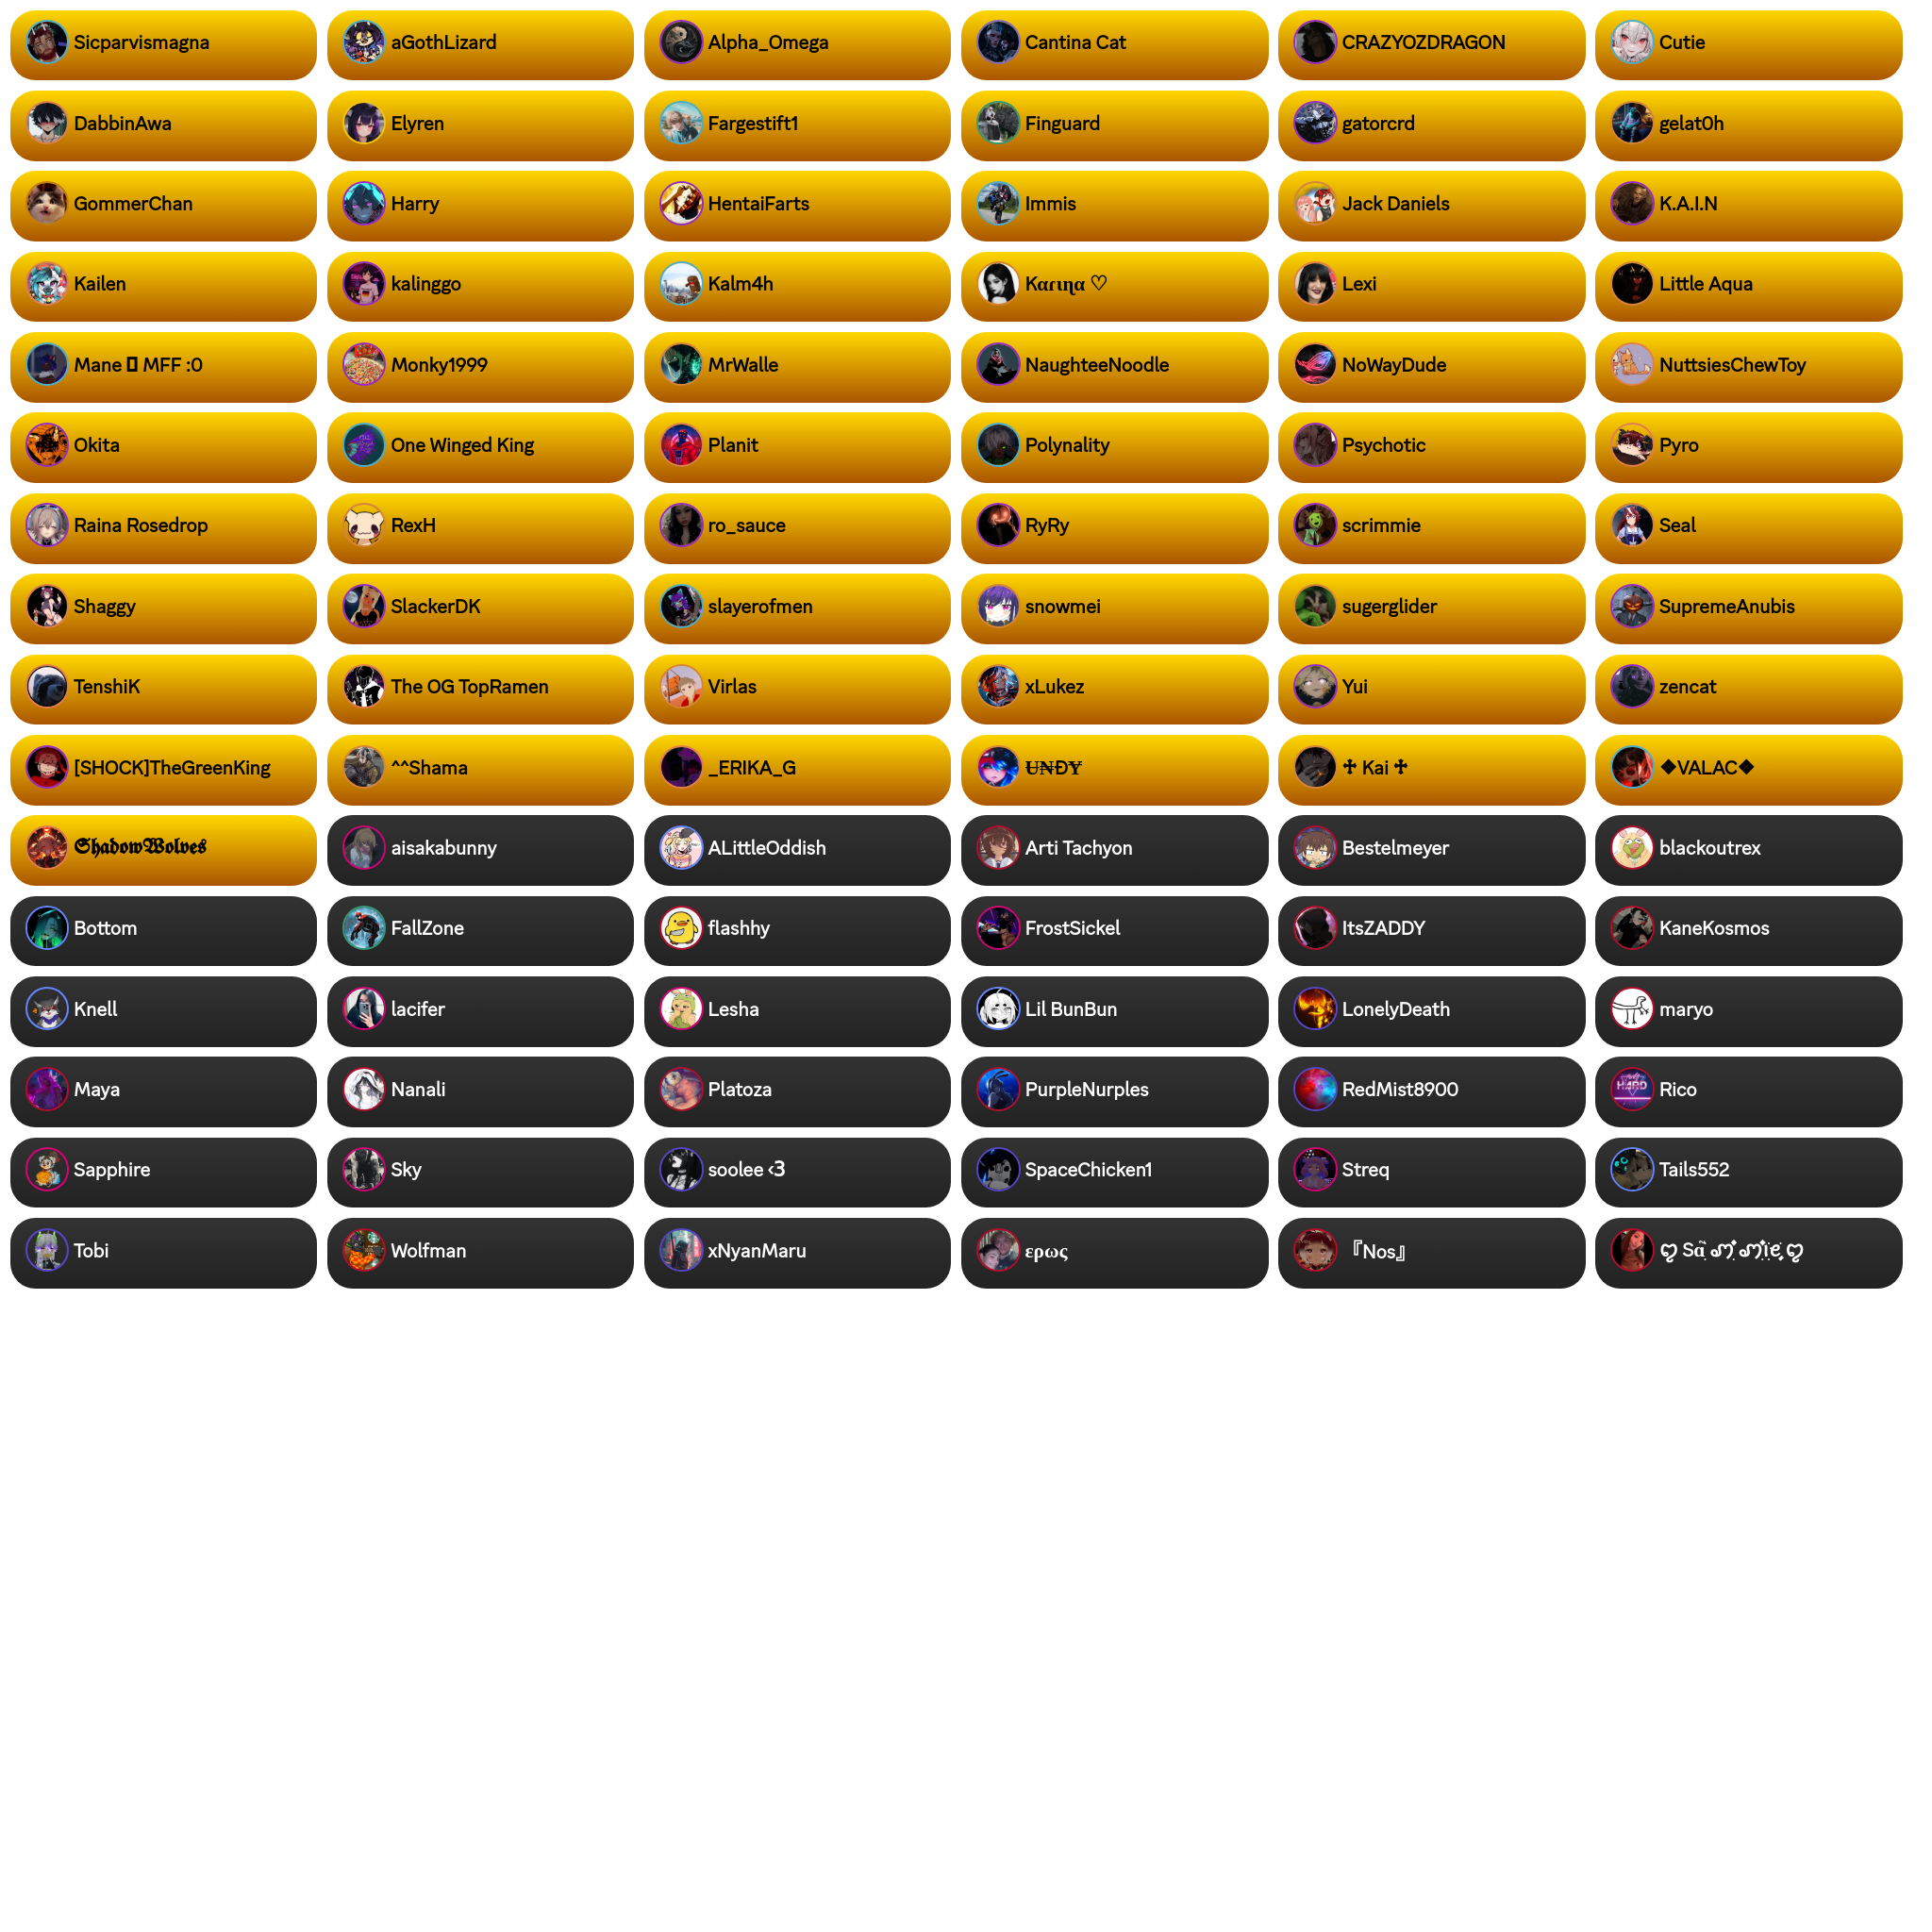 Sicparvismagna
aGothLizard
Alpha_Omega
Cantina Cat
CRAZYOZDRAGON
Cutie
DabbinAwa
Elyren
Fargestift1
Finguard
gatorcrd
gelat0h
GommerChan
Harry
HentaiFarts
Immis
Jack Daniels
K.A.I.N
Kailen
kalinggo
Kalm4h
Kαɾιɳα ♡
Lexi
Little Aqua
Mane ▯ MFF :0
Monky1999
MrWalle
NaughteeNoodle
NoWayDude
NuttsiesChewToy
Okita
One Winged King
Planit
Polynality
Psychotic
Pyro
Raina Rosedrop
RexH
ro_sauce
RyRy
scrimmie
Seal
Shaggy
SlackerDK
slayerofmen
snowmei
sugerglider
SupremeAnubis
TenshiK
The OG TopRamen
Virlas
xLukez
Yui
zencat
[SHOCK]TheGreenKing
^^Shama
_ERIKA_G
U̶N̶D̶Y̶
♰ Kai ♰
❖VALAC❖
𝕾𝖍𝖆𝖉𝖔𝖜𝖂𝖔𝖑𝖛𝖊𝖘
aisakabunny
ALittleOddish
Arti Tachyon
Bestelmeyer
blackoutrex
Bottom
FallZone
flashhy
FrostSickel
ItsZADDY
KaneKosmos
Knell
lacifer
Lesha
Lil BunBun
LonelyDeath
maryo
Maya
Nanali
Platoza
PurpleNurples
RedMist8900
Rico
Sapphire
Sky
soolee <3
SpaceChicken1
Streq
Tails552
Tobi
Wolfman
xNyanMaru
ερως
『Nos』